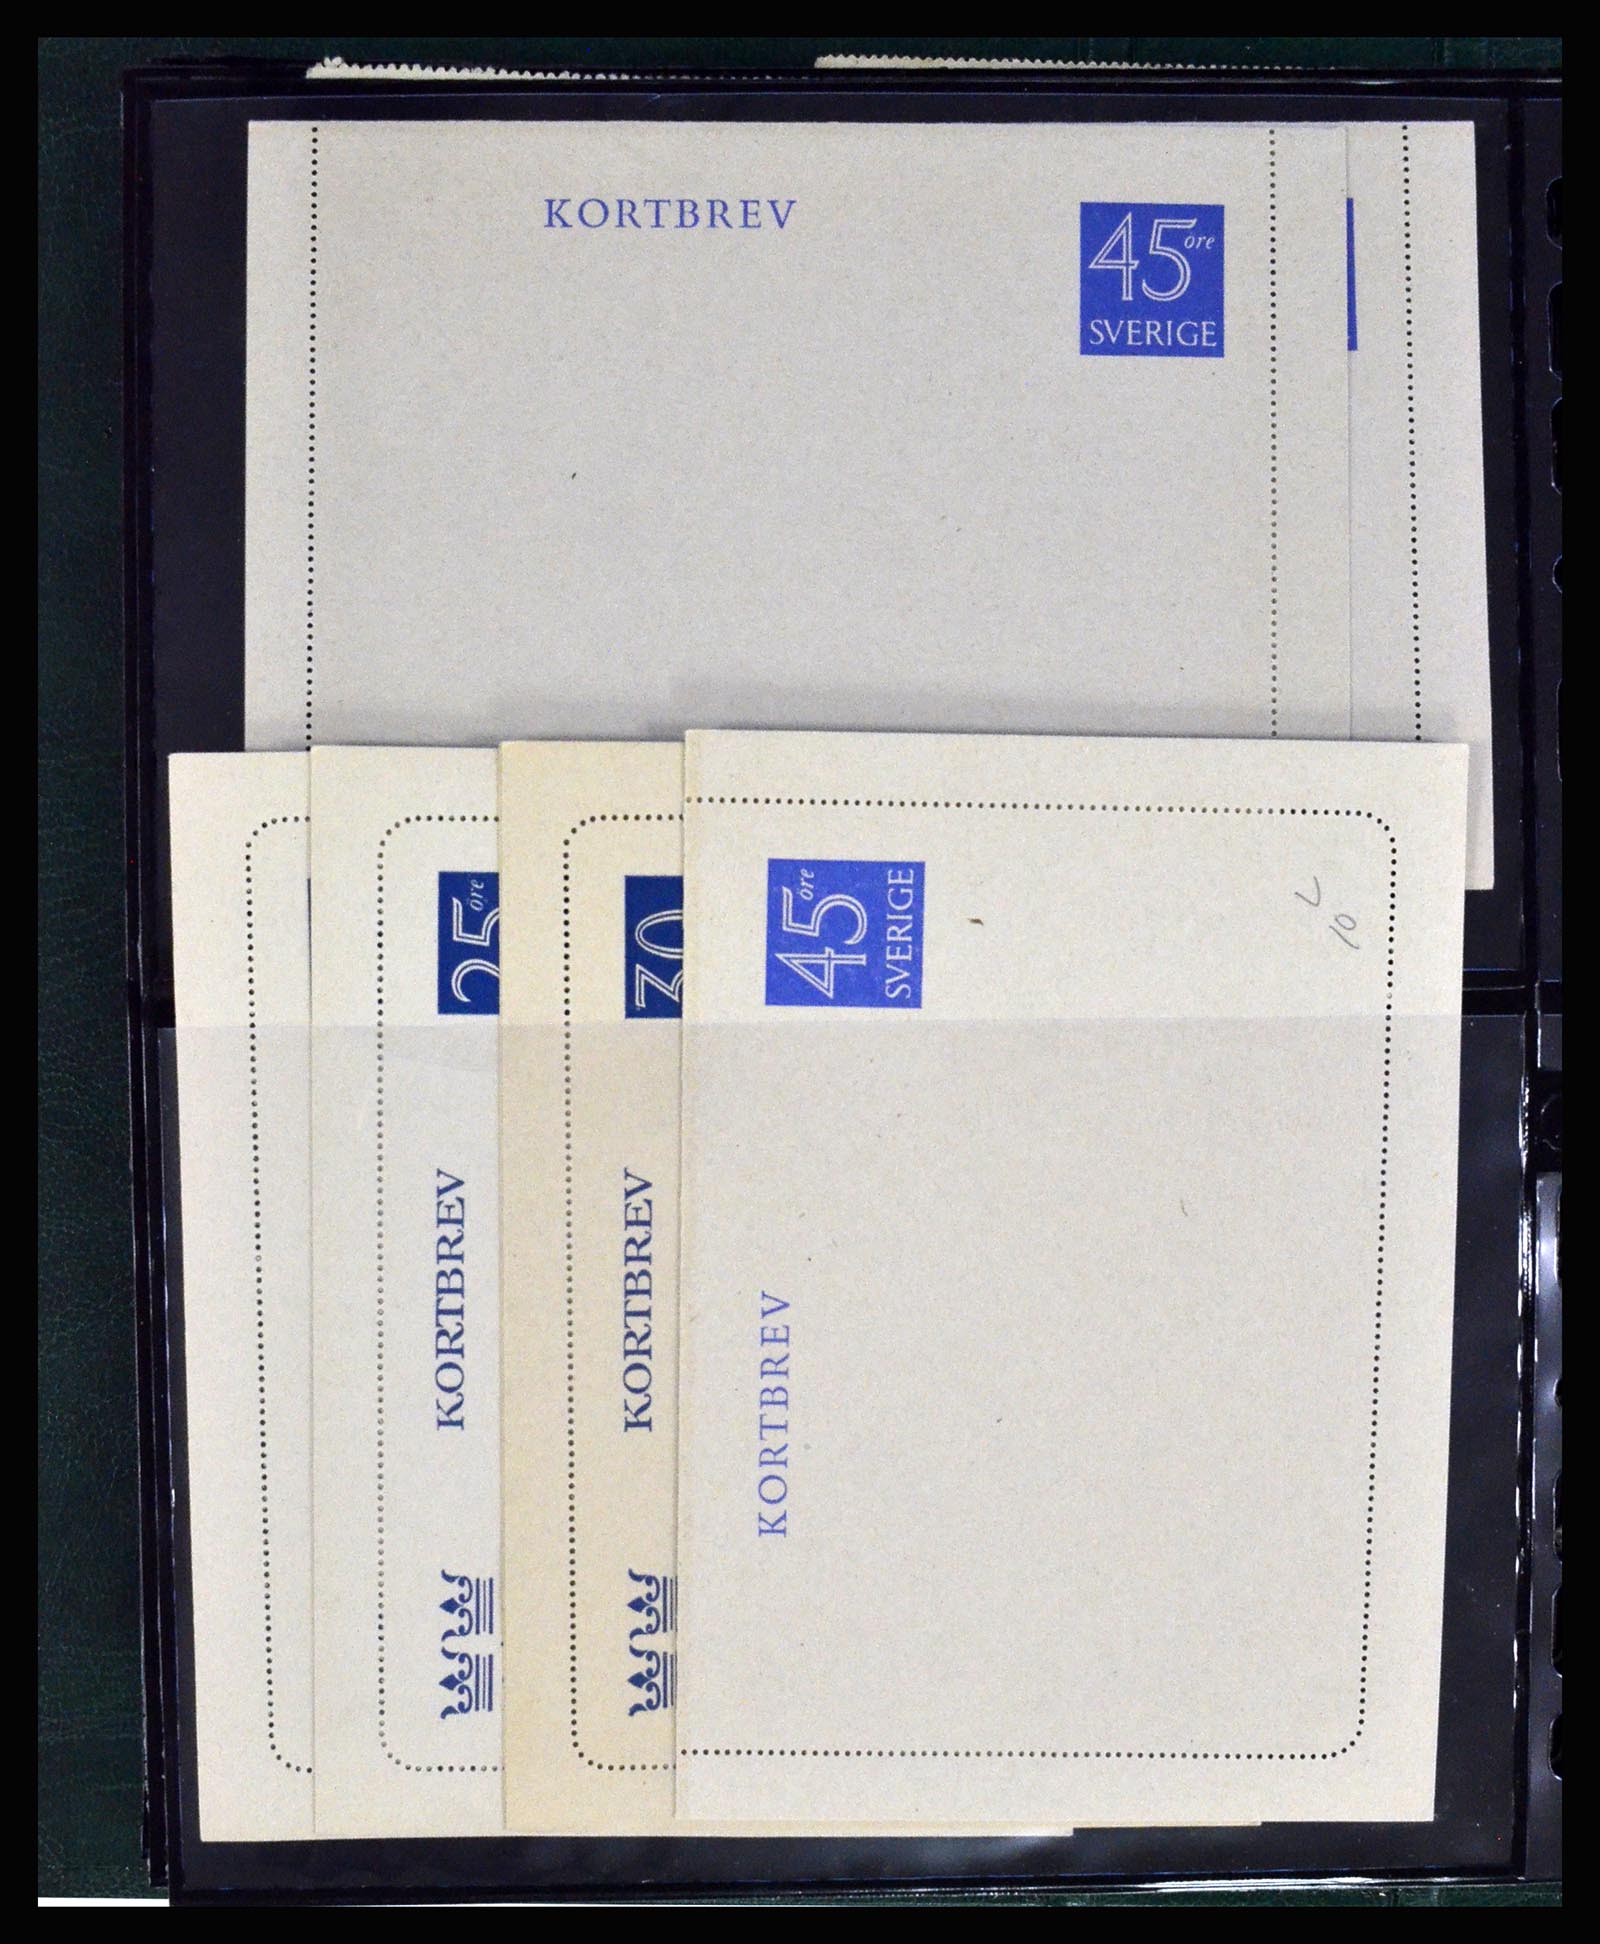 KORTBREV
45 öre
SVERIGE
25 öre
KORTBREV
30
KORTBREV
45 öre
SVERIGE
KORTBREV
10 L